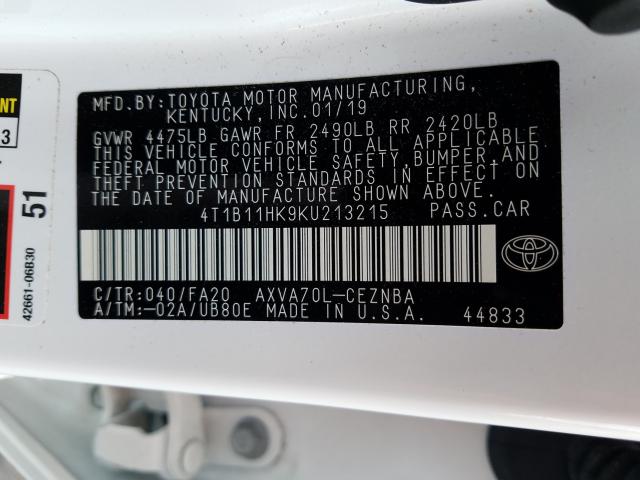 MFD.BY:TOYOTA MOTOR MANUFACTURING,
KENTUCKY,INC.01/19
GVWR 4475LB GAWR FR 2490LB RR 2420LB
THIS VEHICLE CONFORMS TO ALL APPLICABLE
FEDERAL MOTOR VEHICLE SAFETY,BUMPER,AND
THEFT PREVENTION STANDARDS IN EFFECT ON
THE DATE OF MANUFACTURE SHOWN ABOVE.
4T1B11HK9KU213215 PASS.CAR
C/TR:040/FA20 AXVA70L-CEZNBA
A/TM:-02A/UB80E MADE IN U.S.A. 44833
3
51
42661-06B30